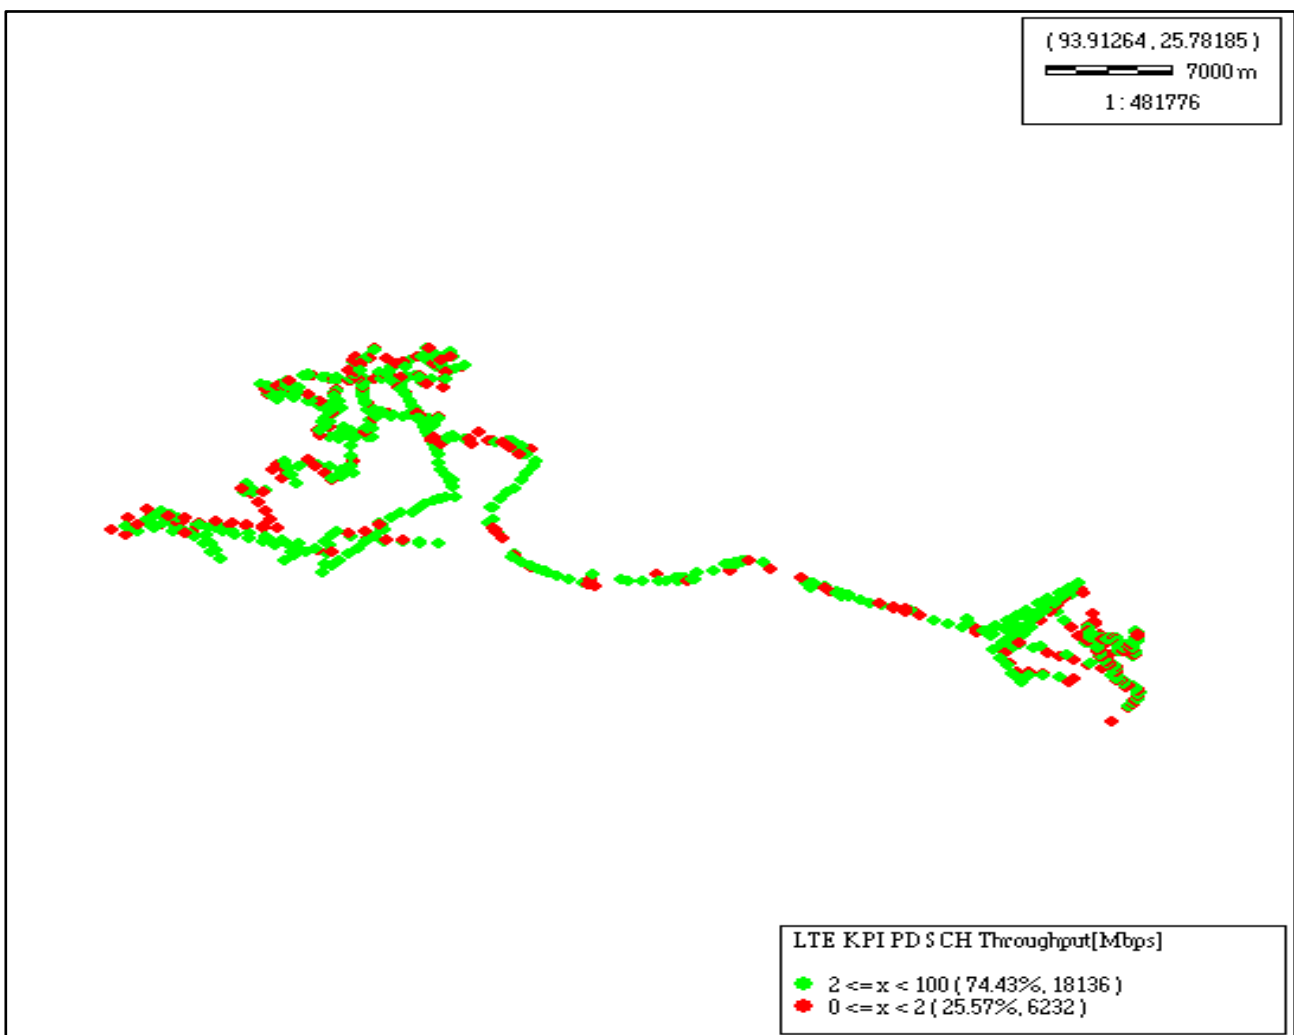 (93.91264, 25.78185)
7000 m
1 : 481776
LTE KPI PDSCH Throughput[Mbps]
2 <= x < 100 (74.43%, 18136)
0 <= x < 2 (25.57%, 6232)